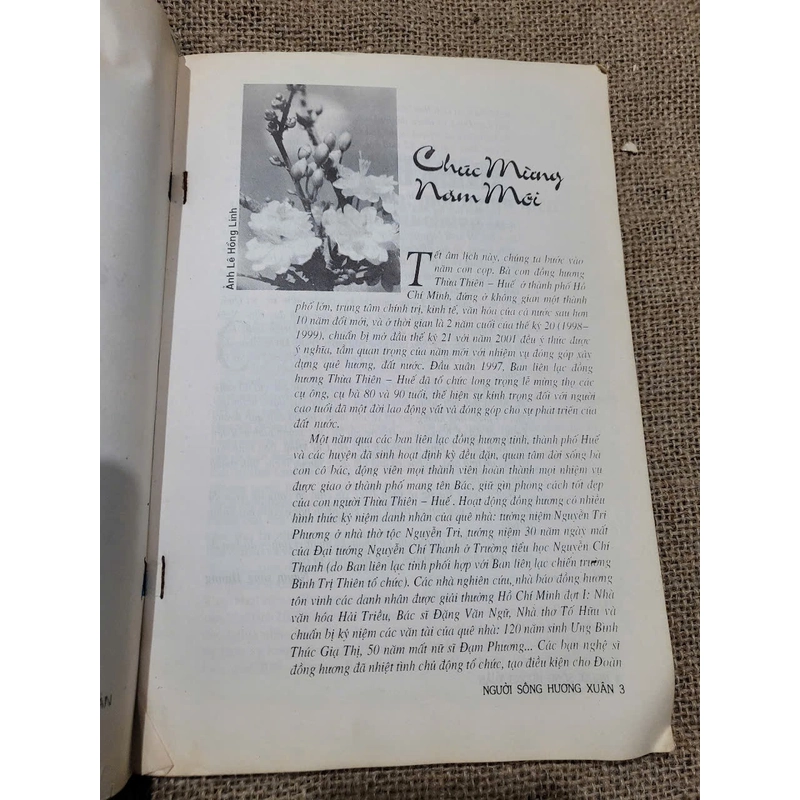 Ảnh Lê Hồng Linh
Chúc Mừng
Năm Mới
Tết âm lịch này, chúng ta bước vào
năm con cọp. Bà con đồng hương
Thừa Thiên – Huế ở thành phố Hồ
Chí Minh, đứng ở không gian một thành
phố lớn, trung tâm chính trị, kinh tế, văn hóa của cả nước sau hơn
10 năm đổi mới, và ở thời gian là 2 năm cuối của thế kỷ 20 (1998–
1999), chuẩn bị mở đầu thế kỷ 21 với năm 2001 đều ý thức được
ý nghĩa, tầm quan trọng của năm mới với nhiệm vụ đóng góp xây
dựng quê hương, đất nước. Đầu xuân 1997, Ban liên lạc đồng
hương Thừa Thiên – Huế đã tổ chức long trọng lễ mừng thọ các
cụ ông, cụ bà 80 và 90 tuổi, thể hiện sự kính trọng đối với người
cao tuổi đã một đời lao động vất và đóng góp cho sự phát triển của
đất nước.
Một năm qua các ban liên lạc đồng hương tỉnh, thành phố Huế
và các huyện đã sinh hoạt định kỳ đều đặn, quan tâm đời sống bà
con cô bác, động viên mọi thành viên hoàn thành mọi nhiệm vụ
được giao ở thành phố mang tên Bác, giữ gìn phong cách tốt đẹp
của con người Thừa Thiên – Huế. Hoạt động đồng hương có nhiều
hình thức kỷ niệm danh nhân của quê nhà: tưởng niệm Nguyễn Tri
Phương ở nhà thờ tộc Nguyễn Tri, tưởng niệm 30 năm ngày mất
của Đại tướng Nguyễn Chí Thanh ở Trường tiểu học Nguyễn Chí
Thanh (do Ban liên lạc tỉnh phối hợp với Ban liên lạc chiến trường
Bình Trị Thiên tổ chức). Các nhà nghiên cứu, nhà báo đồng hương
tôn vinh các danh nhân được giải thưởng Hồ Chí Minh đợt I: Nhà
văn hóa Hải Triều, Bác sĩ Đặng Văn Ngữ, Nhà thơ Tố Hữu và
chuẩn bị kỷ niệm các văn tài của quê nhà: 120 năm sinh Ưng Bình
Thúc Giạ Thị, 50 năm mất nữ sĩ Đạm Phương... Các bạn nghệ sĩ
đồng hương đã nhiệt tình chủ động tổ chức, tạo điều kiện cho Đoàn
NGƯỜI SÔNG HƯƠNG XUÂN 3